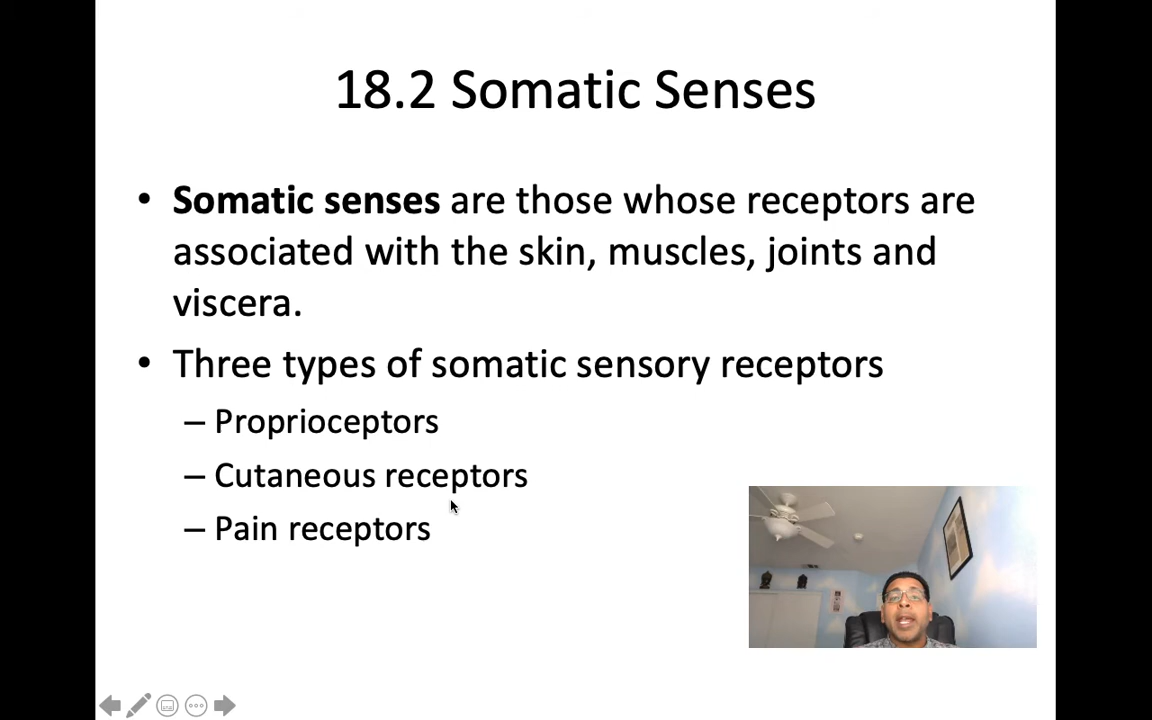 18.2 Somatic Senses
• Somatic senses are those whose receptors are
associated with the skin, muscles, joints and
viscera.
• Three types of somatic sensory receptors
– Proprioceptors
– Cutaneous receptors
– Pain receptors